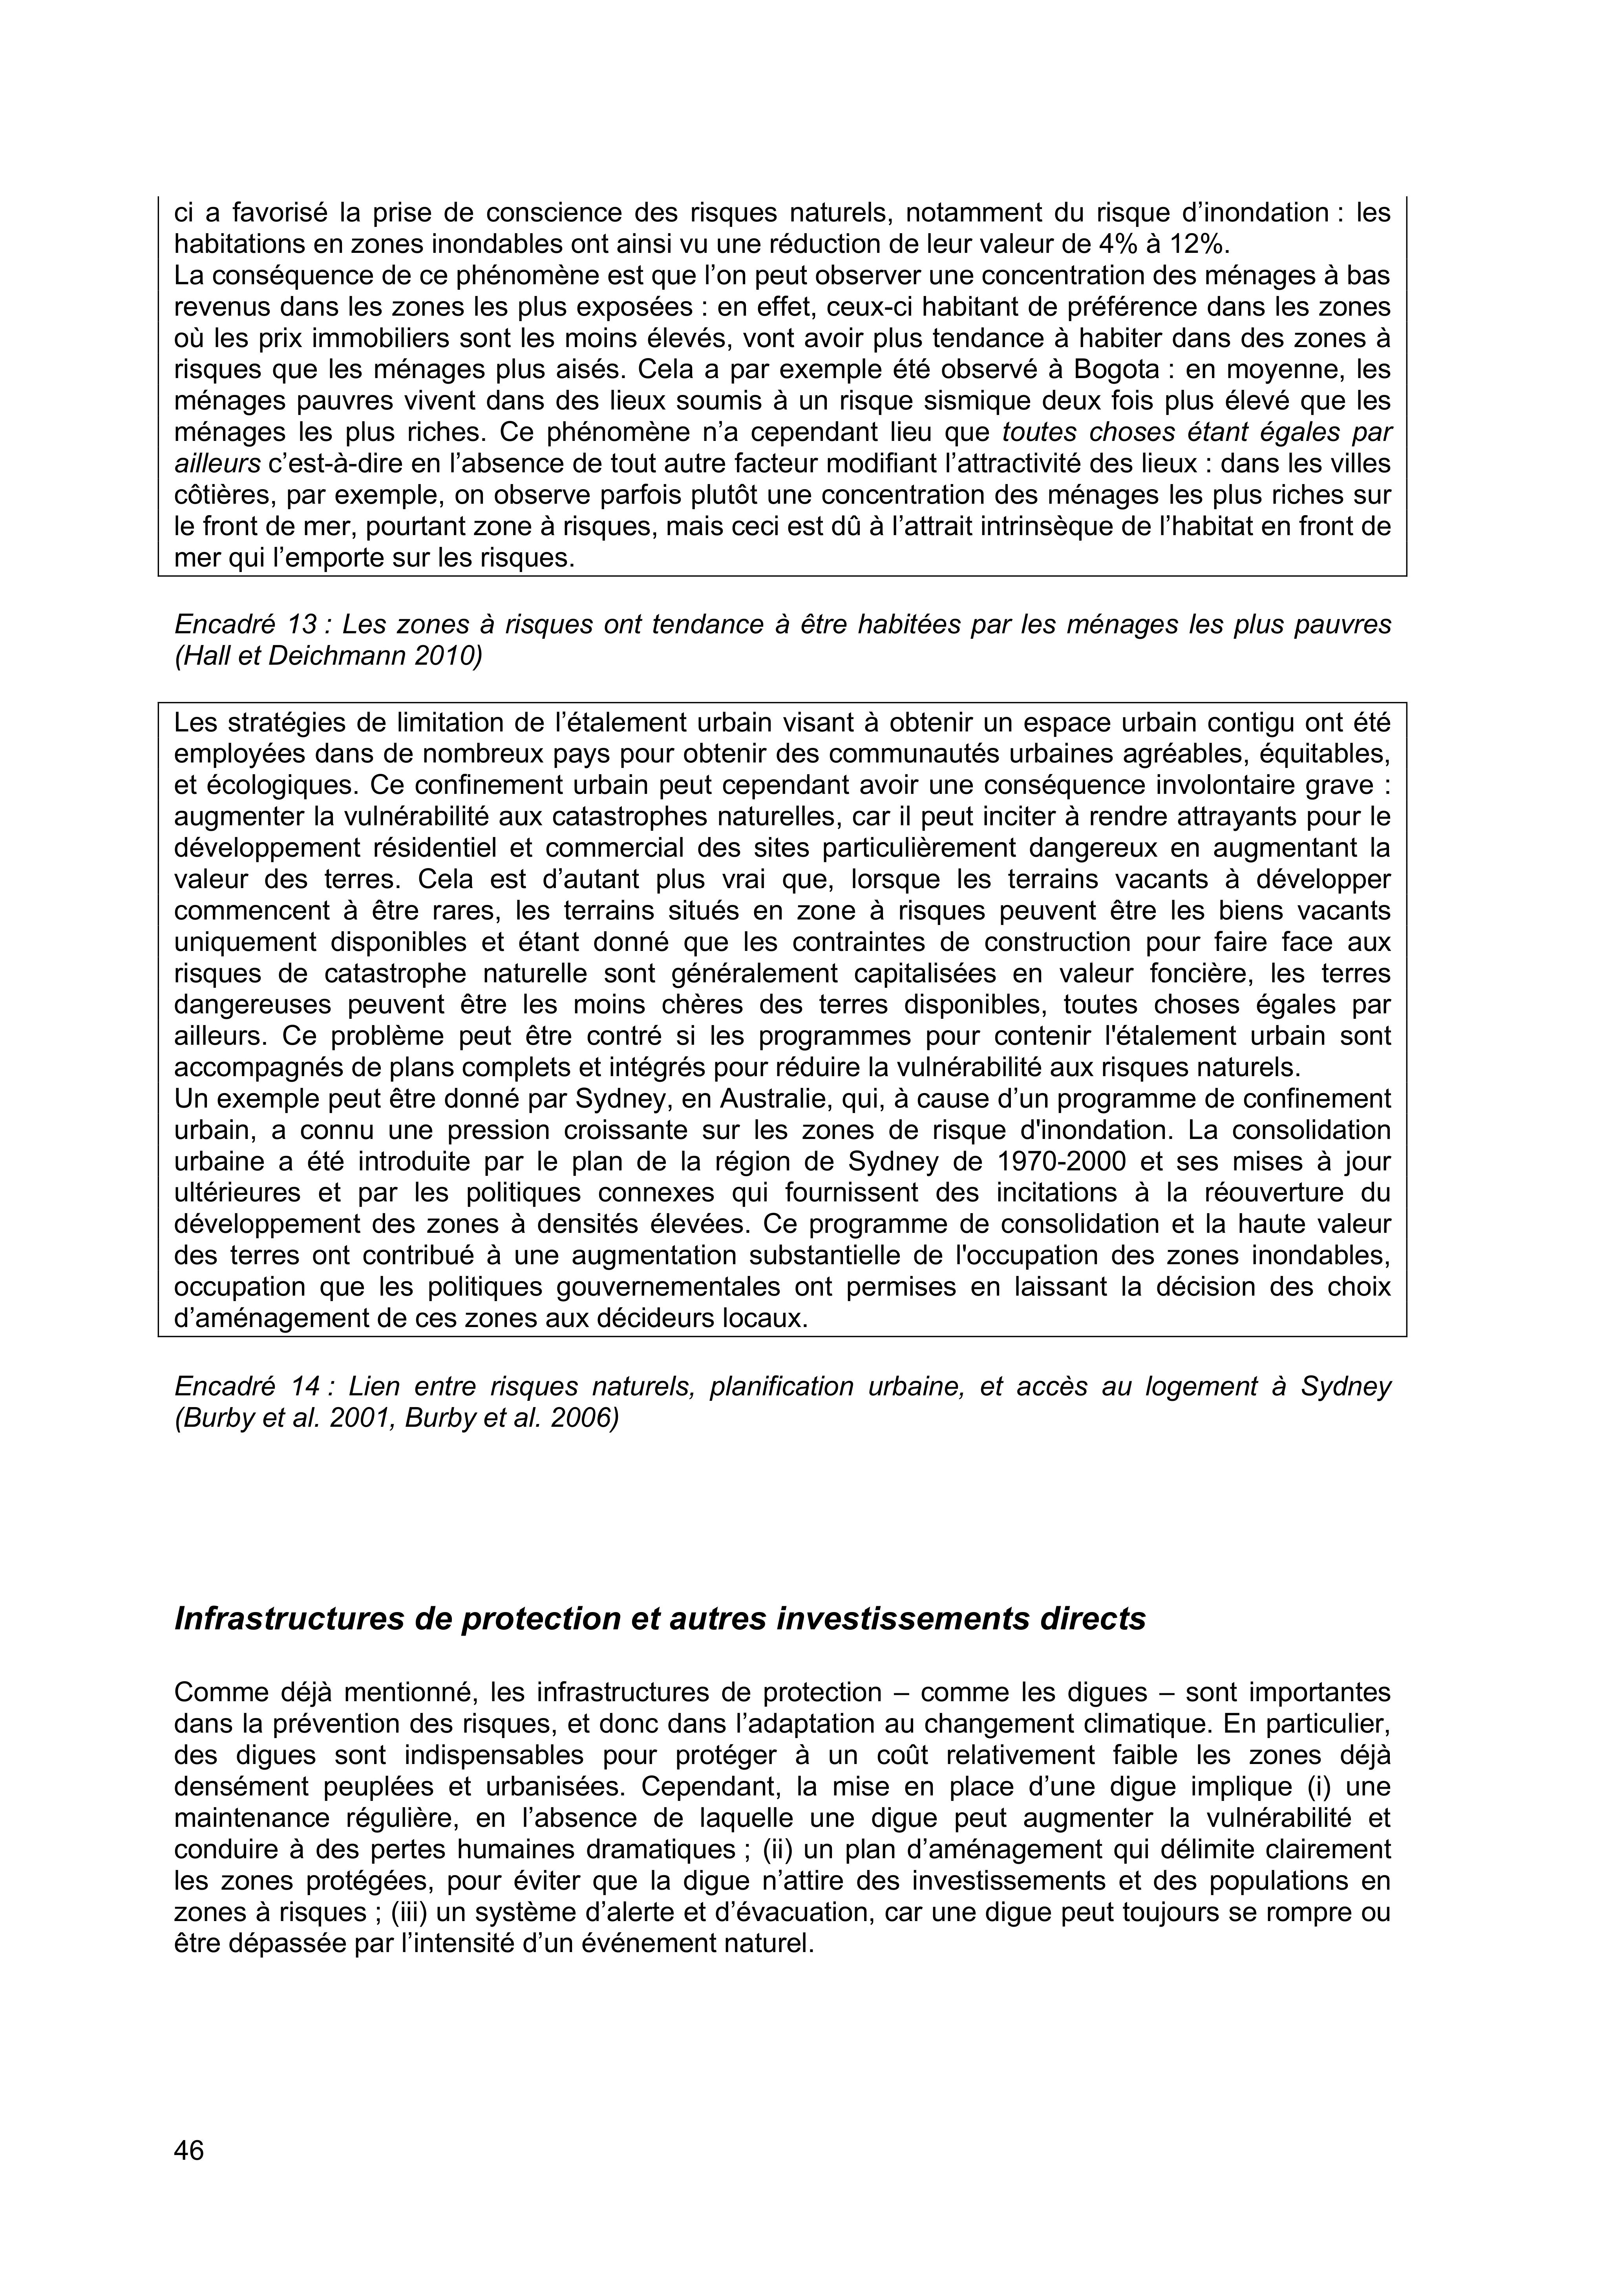 ci a favorisé la prise de conscience des risques naturels, notamment du risque d’inondation : les
habitations en zones inondables ont ainsi vu une réduction de leur valeur de 4% à 12%.
La conséquence de ce phénomène est que l’on peut observer une concentration des ménages à bas
revenus dans les zones les plus exposées : en effet, ceux-ci habitant de préférence dans les zones
où les prix immobiliers sont les moins élevés, vont avoir plus tendance à habiter dans des zones à
risques que les ménages plus aisés. Cela a par exemple été observé à Bogota : en moyenne, les
ménages pauvres vivent dans des lieux soumis à un risque sismique deux fois plus élevé que les
ménages les plus riches. Ce phénomène n’a cependant lieu que toutes choses étant égales par
ailleurs c’est-à-dire en l’absence de tout autre facteur modifiant l’attractivité des lieux : dans les villes
côtières, par exemple, on observe parfois plutôt une concentration des ménages les plus riches sur
le front de mer, pourtant zone à risques, mais ceci est dû à l’attrait intrinsèque de l’habitat en front de
mer qui l’emporte sur les risques.
Encadré 13 : Les zones à risques ont tendance à être habitées par les ménages les plus pauvres
(Hall et Deichmann 2010)
Les stratégies de limitation de l’étalement urbain visant à obtenir un espace urbain contigu ont été
employées dans de nombreux pays pour obtenir des communautés urbaines agréables, équitables,
et écologiques. Ce confinement urbain peut cependant avoir une conséquence involontaire grave :
augmenter la vulnérabilité aux catastrophes naturelles, car il peut inciter à rendre attrayants pour le
développement résidentiel et commercial des sites particulièrement dangereux en augmentant la
valeur des terres. Cela est d’autant plus vrai que, lorsque les terrains vacants à développer
commencent à être rares, les terrains situés en zone à risques peuvent être les biens vacants
uniquement disponibles et étant donné que les contraintes de construction pour faire face aux
risques de catastrophe naturelle sont généralement capitalisées en valeur foncière, les terres
dangereuses peuvent être les moins chères des terres disponibles, toutes choses égales par
ailleurs. Ce problème peut être contré si les programmes pour contenir l'étalement urbain sont
accompagnés de plans complets et intégrés pour réduire la vulnérabilité aux risques naturels.
Un exemple peut être donné par Sydney, en Australie, qui, à cause d’un programme de confinement
urbain, a connu une pression croissante sur les zones de risque d'inondation. La consolidation
urbaine a été introduite par le plan de la région de Sydney de 1970-2000 et ses mises à jour
ultérieures et par les politiques connexes qui fournissent des incitations à la réouverture du
développement des zones à densités élevées. Ce programme de consolidation et la haute valeur
des terres ont contribué à une augmentation substantielle de l'occupation des zones inondables,
occupation que les politiques gouvernementales ont permises en laissant la décision des choix
d’aménagement de ces zones aux décideurs locaux.
Encadré 14 : Lien entre risques naturels, planification urbaine, et accès au logement à Sydney
(Burby et al. 2001, Burby et al. 2006)
Infrastructures de protection et autres investissements directs
Comme déjà mentionné, les infrastructures de protection – comme les digues – sont importantes
dans la prévention des risques, et donc dans l’adaptation au changement climatique. En particulier,
des digues sont indispensables pour protéger à un coût relativement faible les zones déjà
densément peuplées et urbanisées. Cependant, la mise en place d’une digue implique (i) une
maintenance régulière, en l’absence de laquelle une digue peut augmenter la vulnérabilité et
conduire à des pertes humaines dramatiques ; (ii) un plan d’aménagement qui délimite clairement
les zones protégées, pour éviter que la digue n’attire des investissements et des populations en
zones à risques ; (iii) un système d’alerte et d’évacuation, car une digue peut toujours se rompre ou
être dépassée par l’intensité d’un événement naturel.
46